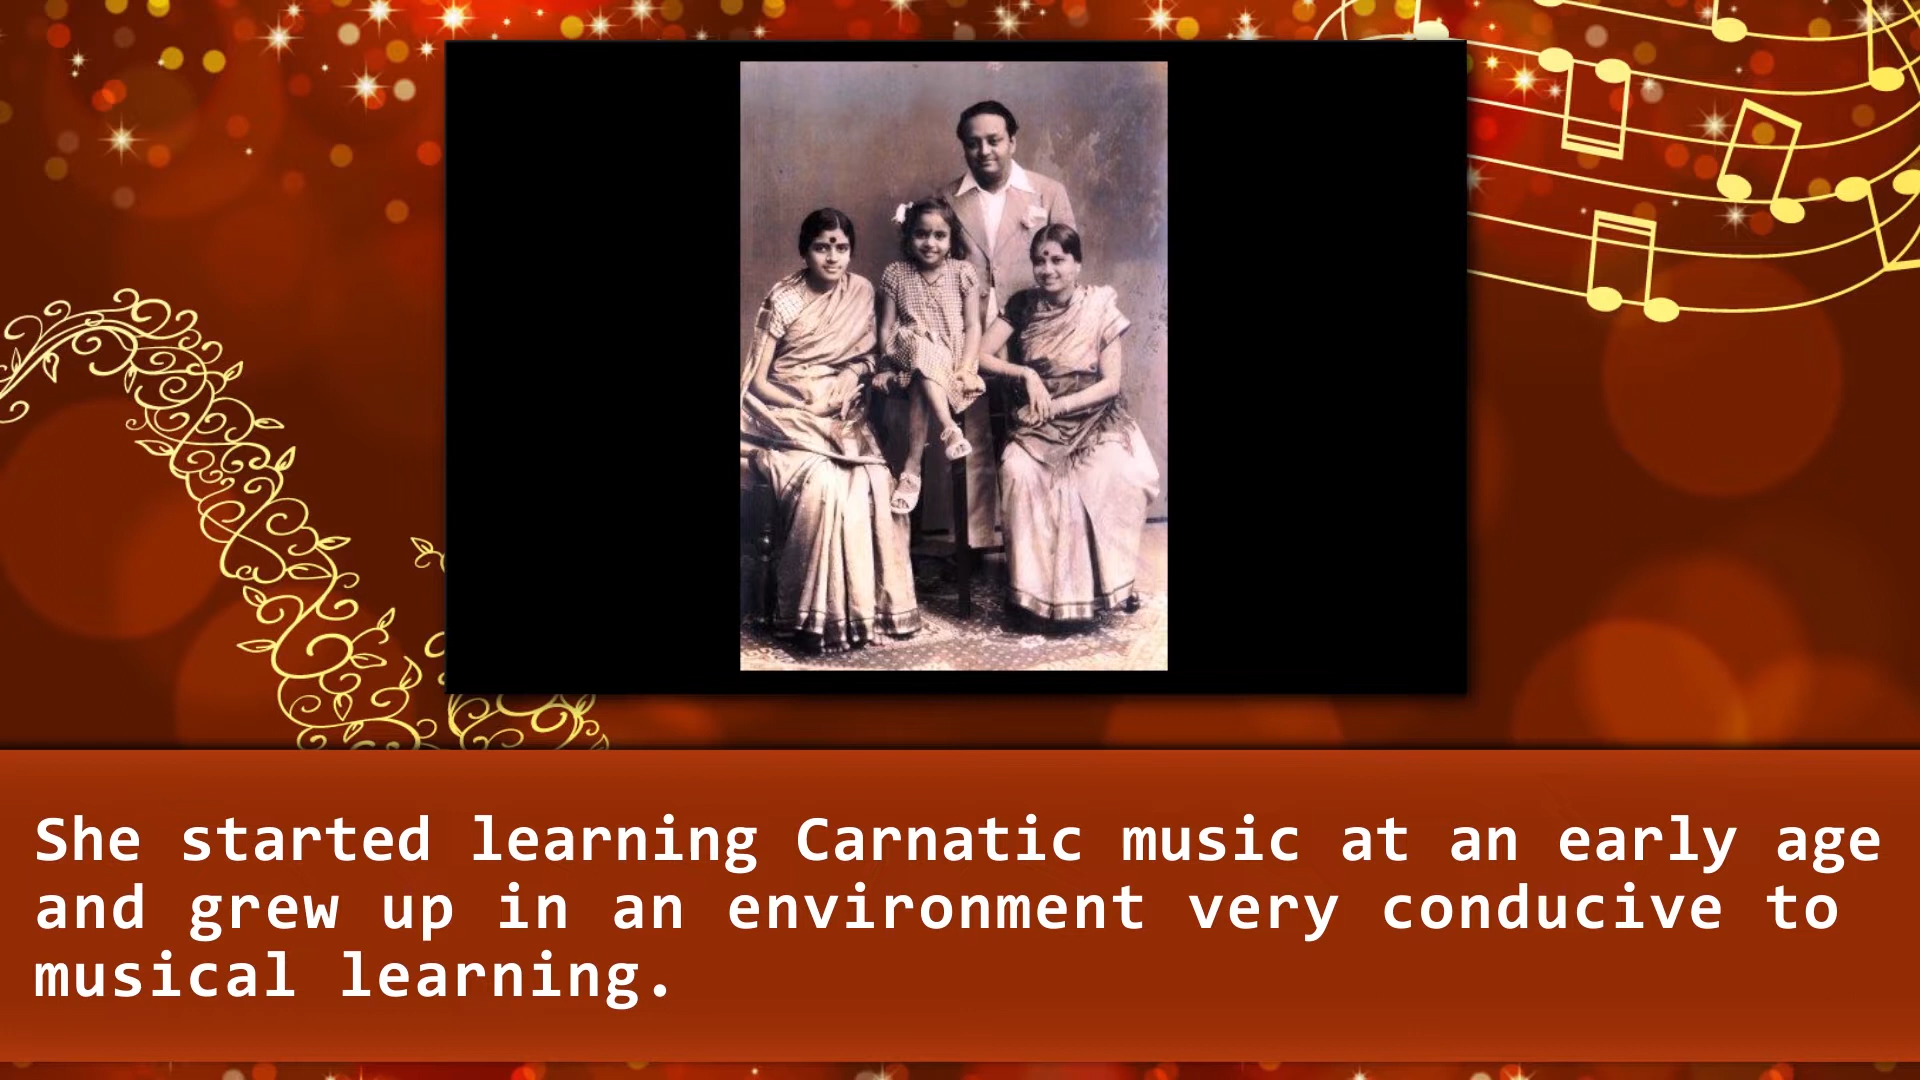 She started learning Carnatic music at an early age
and grew up in an environment very conducive to
musical learning.